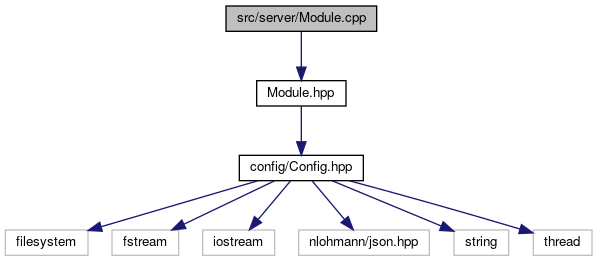 src/server/Module.cpp
Module.hpp
config/Config.hpp
filesystem
fstream
iostream
nlohmann/json.hpp
string
thread